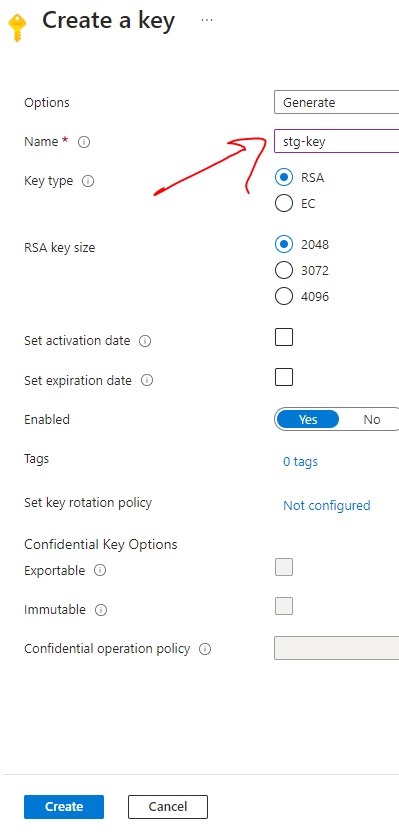 Create a key ...
Options Generate
Name * stg-key
Key type RSA
EC
RSA key size 2048
3072
4096
Set activation date
Set expiration date
Enabled Yes No
Tags 0 tags
Set key rotation policy Not configured
Confidential Key Options
Exportable
Immutable
Confidential operation policy
Create Cancel